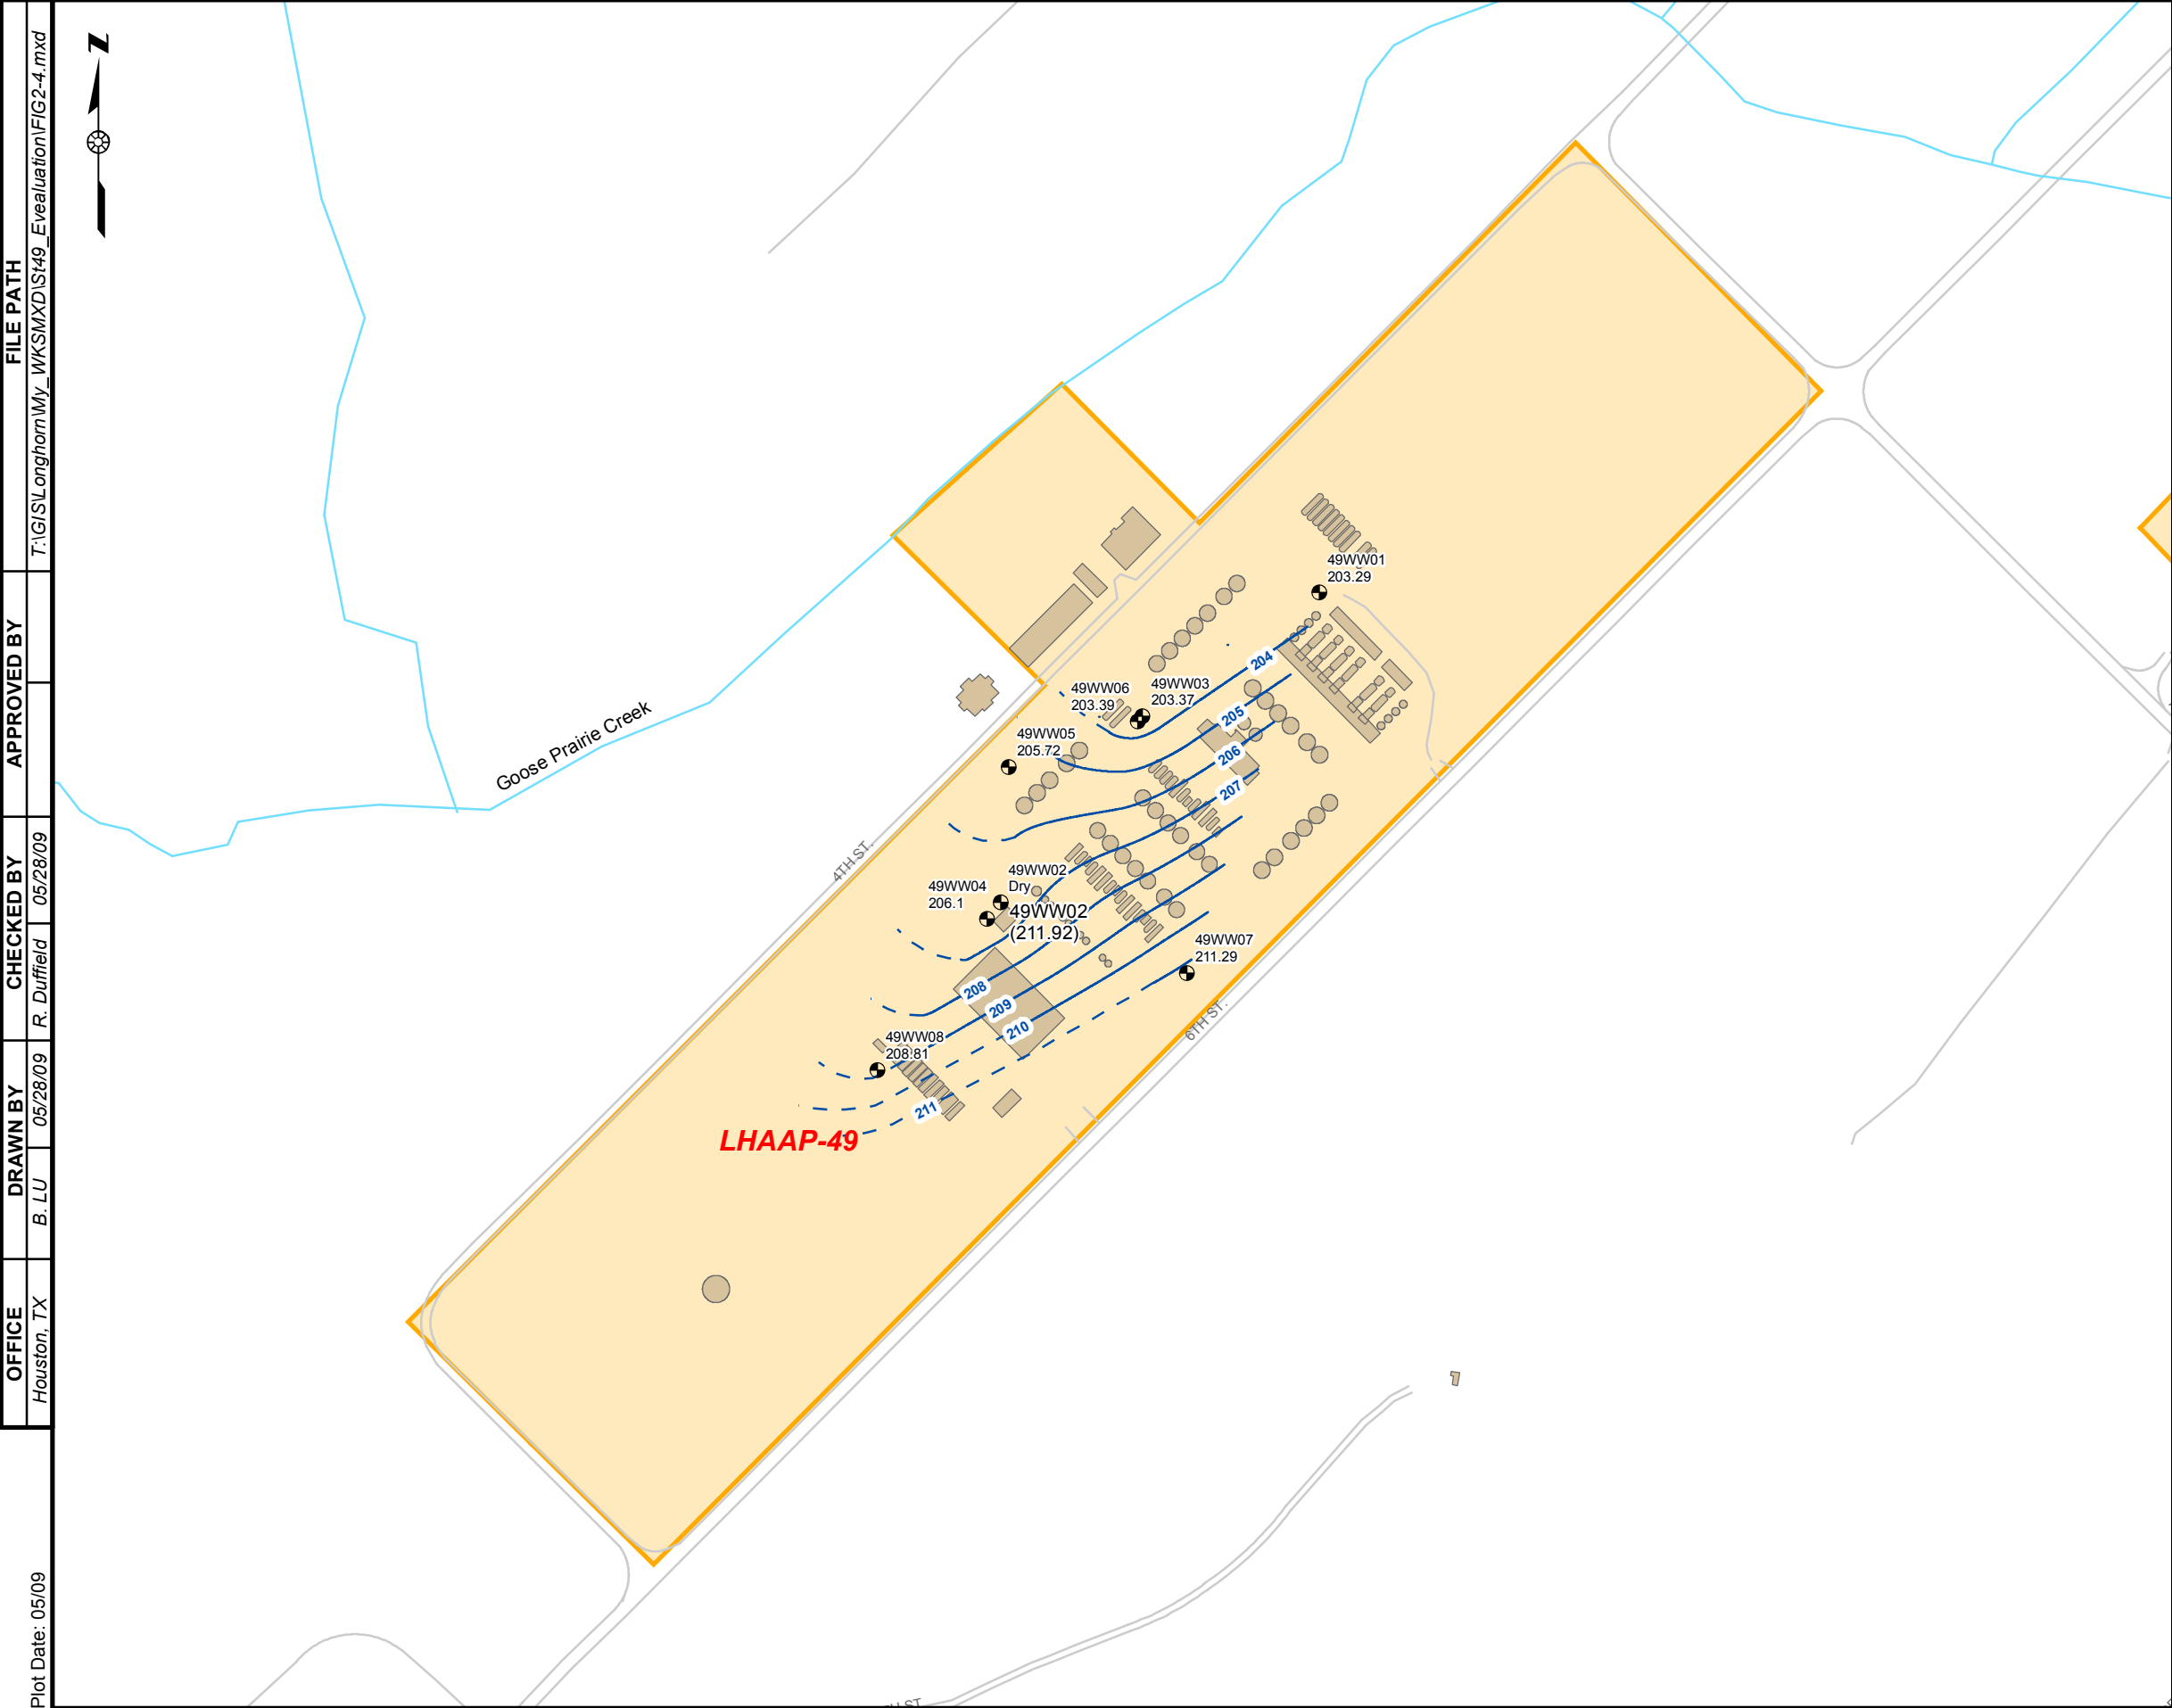 FILE PATH
T:\GIS\Longhorn\My_WKSMXD\St49_Evealuation\FIG2-4.mxd
APPROVED BY
CHECKED BY
R. Duffield
05/28/09
DRAWN BY
B. LU
05/28/09
OFFICE
Houston, TX
Plot Date: 05/09
N
Goose Prairie Creek
4TH ST.
6TH ST.
49WW01
203.29
204
49WW03
203.37
49WW06
203.39
205
49WW05
205.72
206
207
49WW02
Dry
49WW04
206.1
49WW02
(211.92)
49WW07
211.29
208
209
210
49WW08
208.81
211
LHAAP-49
ST